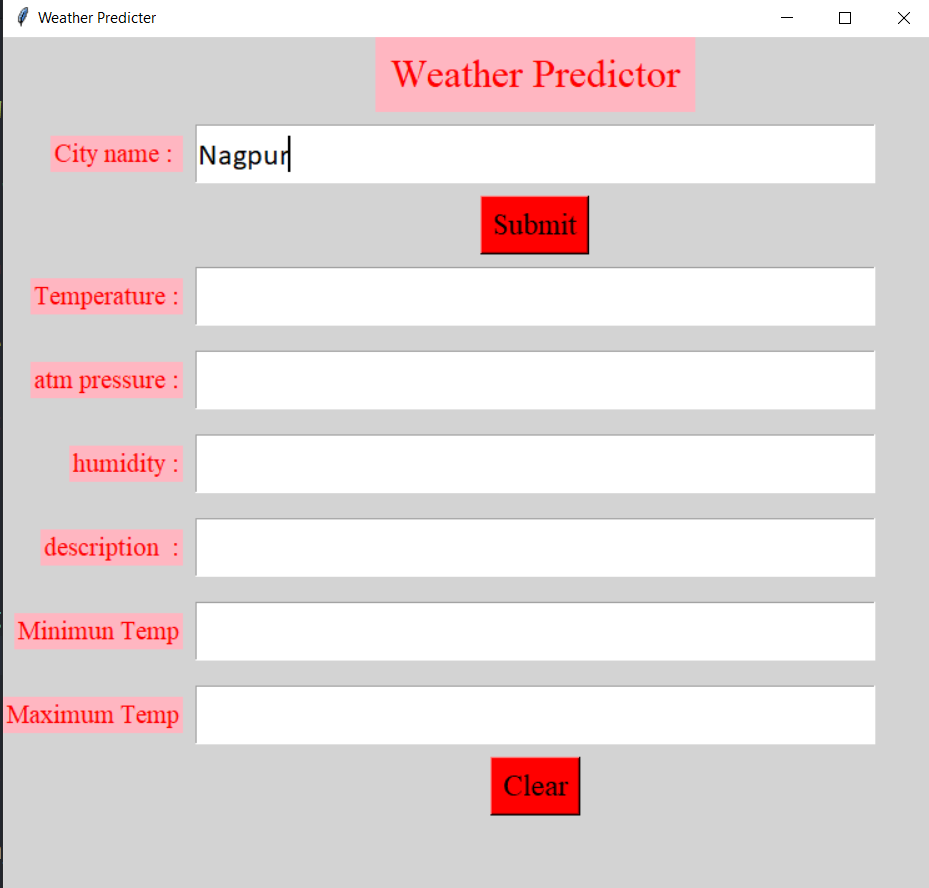 Weather Predicter
Weather Predictor
City name : Nagpur
Submit
Temperature :
atm pressure :
humidity :
description  :
Minimun Temp
Maximum Temp
Clear